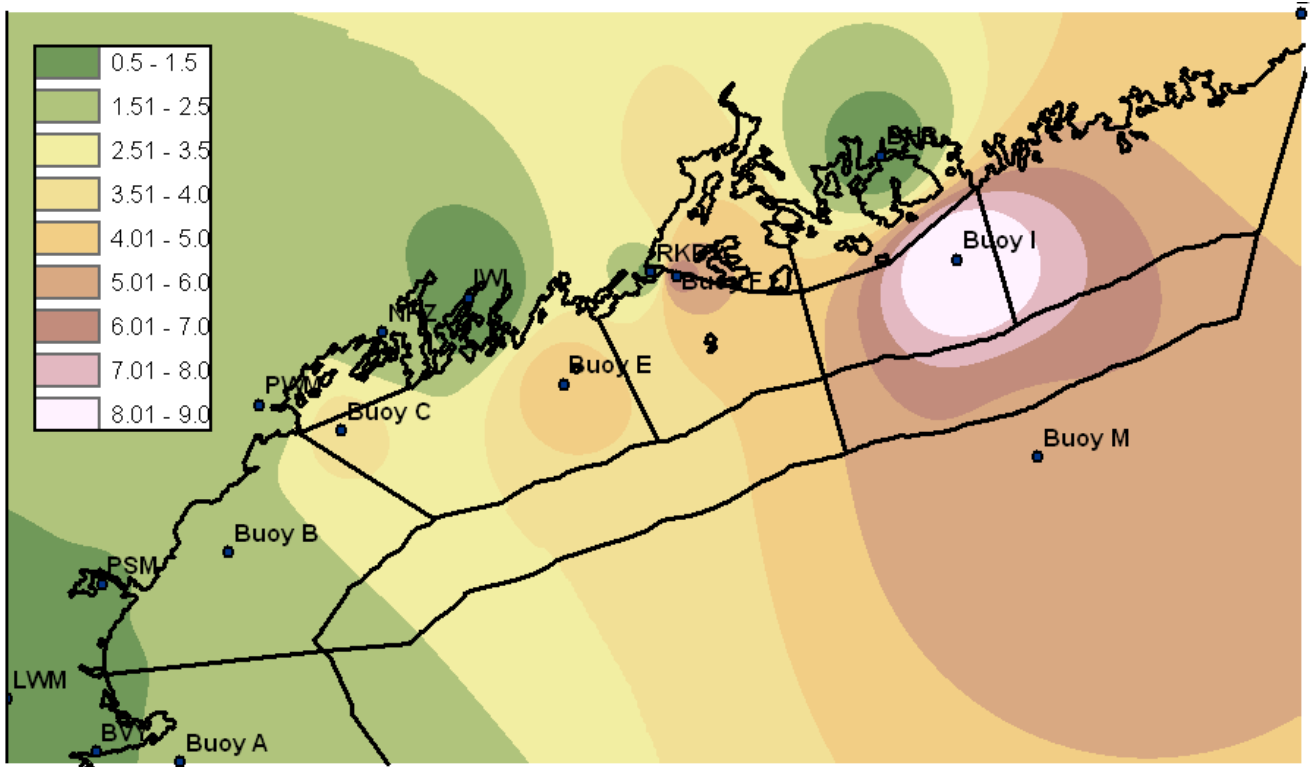 0.5 - 1.5
1.51 - 2.5
2.51 - 3.5
3.51 - 4.0
4.01 - 5.0
5.01 - 6.0
6.01 - 7.0
7.01 - 8.0
8.01 - 9.0
Buoy I
IWI
Buoy E
PWM
Buoy C
Buoy M
Buoy B
PSM
LWM
Buoy A